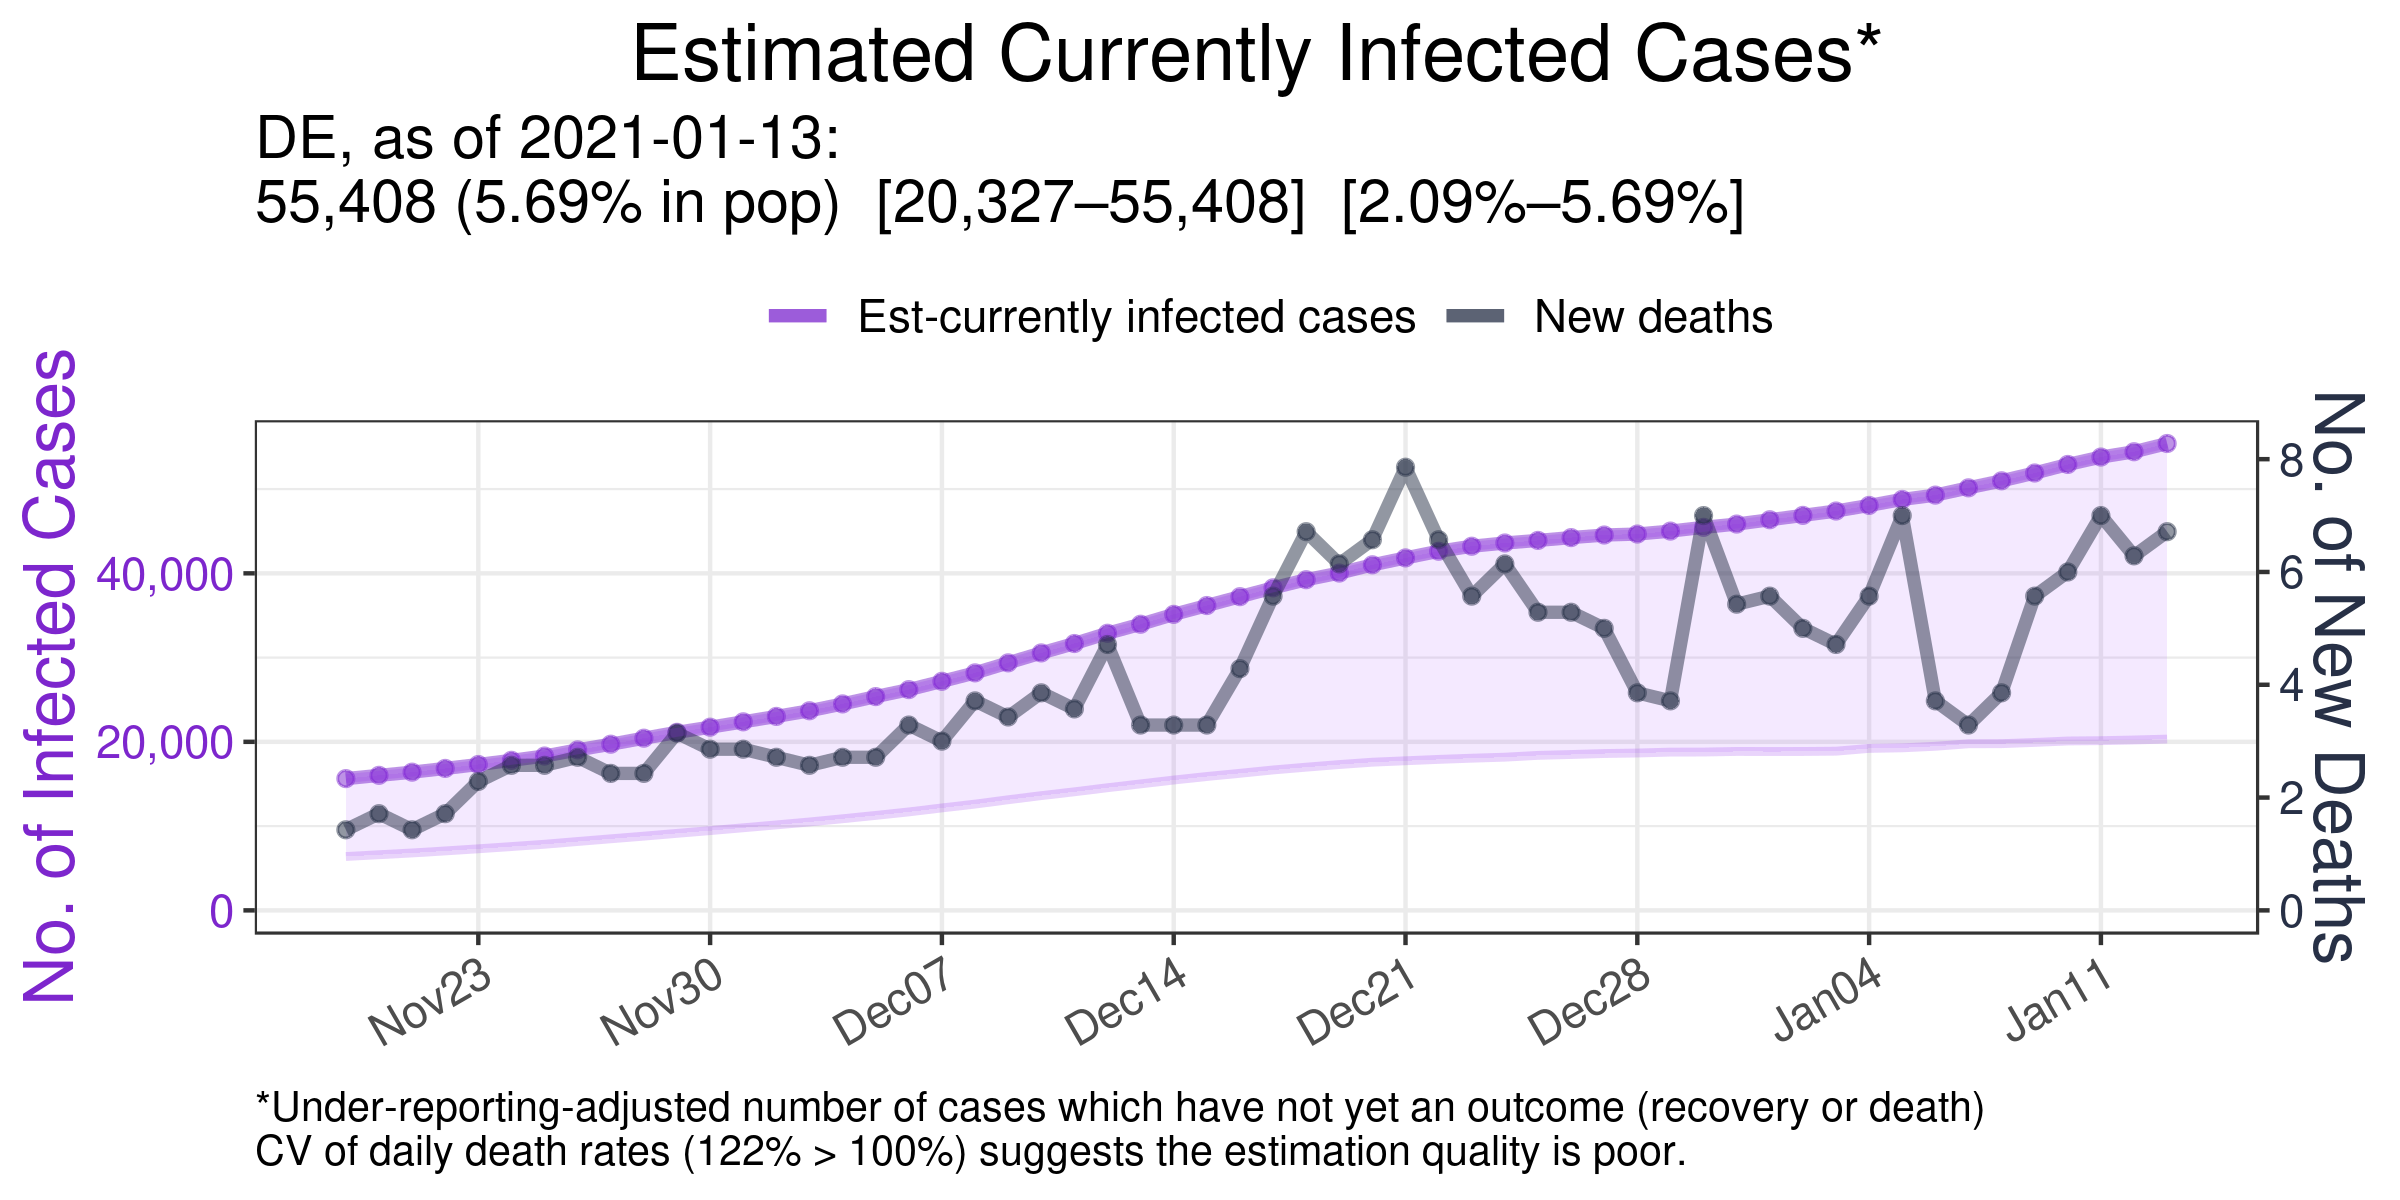 Estimated Currently Infected Cases*
DE, as of 2021-01-13:
55,408 (5.69% in pop)  [20,327–55,408]  [2.09%–5.69%]
Est-currently infected cases
New deaths
No. of Infected Cases
40,000
20,000
0
No. of New Deaths
8
6
4
2
0
Nov23
Nov30
Dec07
Dec14
Dec21
Dec28
Jan04
Jan11
*Under-reporting-adjusted number of cases which have not yet an outcome (recovery or death)
CV of daily death rates (122% > 100%) suggests the estimation quality is poor.